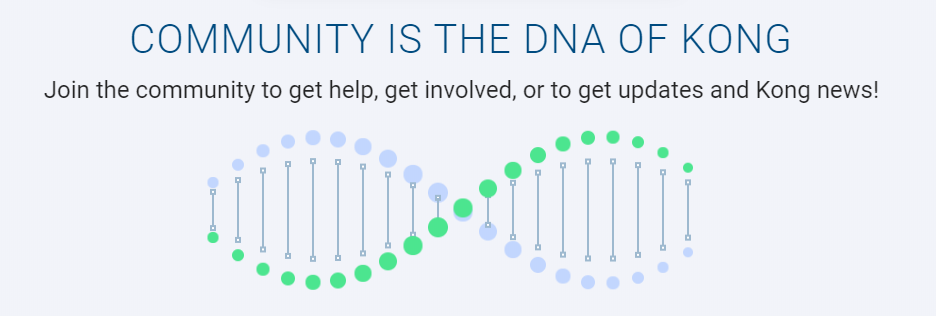 COMMUNITY IS THE DNA OF KONG
Join the community to get help, get involved, or to get updates and Kong news!